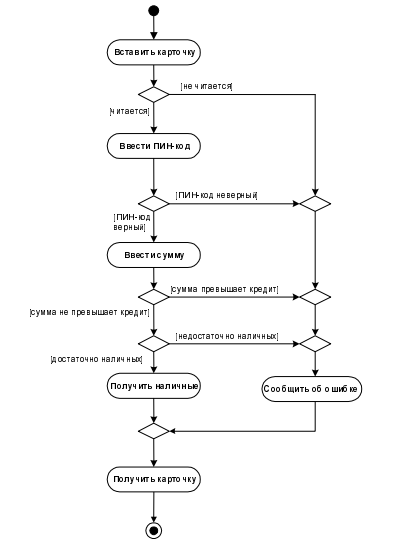 Вставить карточку
[не читается]
[читается]
Ввести ПИН-код
[ПИН-код неверный]
[ПИН-код
верный]
Ввести сумму
[сумма превышает кредит]
[сумма не превышает кредит]
[недостаточно наличных]
[достаточно наличных]
Получить наличные
Сообщить об ошибке
Получить карточку